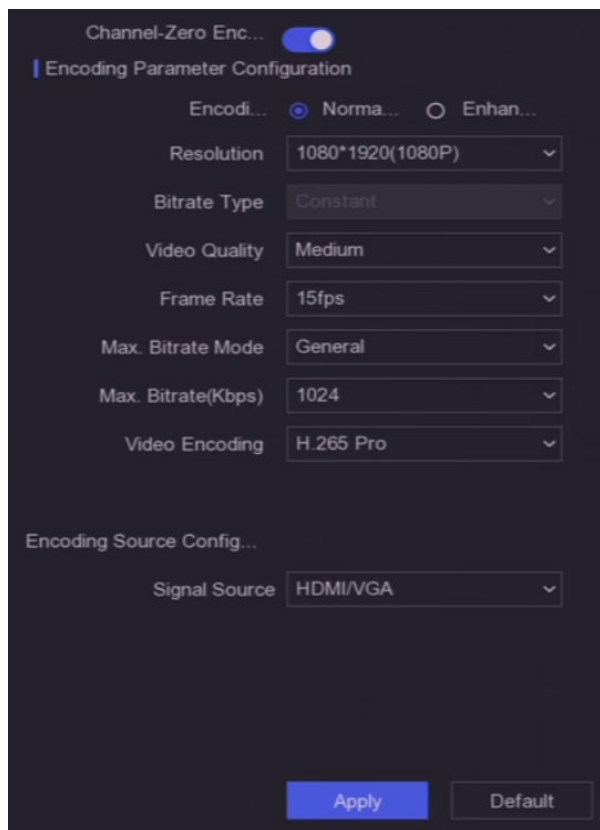 Channel-Zero Enc...
Encoding Parameter Configuration
Encodi... Norma... Enhan...
Resolution 1080*1920(1080P)
Bitrate Type Constant
Video Quality Medium
Frame Rate 15fps
Max. Bitrate Mode General
Max. Bitrate(Kbps) 1024
Video Encoding H.265 Pro
Encoding Source Config...
Signal Source HDMI/VGA
Apply Default